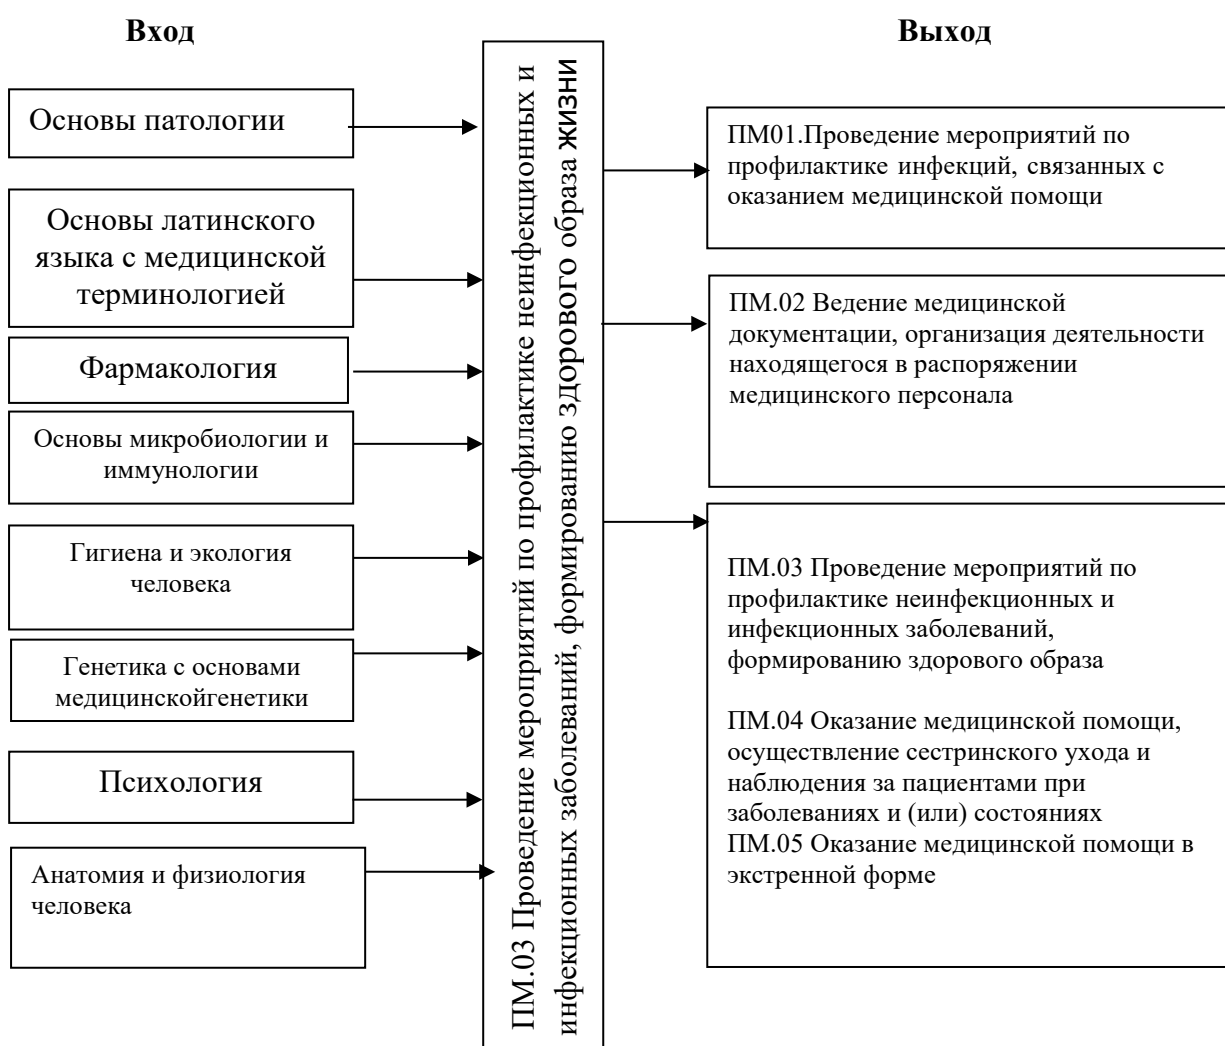 Вход
Основы патологии
Основы латинского
языка с медицинской
терминологией
Фармакология
Основы микробиологии и
иммунологии
Гигиена и экология
человека
Генетика с основами
медицинскойгенетики
Психология
Анатомия и физиология
человека
ПМ.03 Проведение мероприятий по профилактике неинфекционных и
инфекционных заболеваний, формированию здорового образа жизни
Выход
ПМ01.Проведение мероприятий по
профилактике инфекций, связанных с
оказанием медицинской помощи
ПМ.02 Ведение медицинской
документации, организация деятельности
находящегося в распоряжении
медицинского персонала
ПМ.03 Проведение мероприятий по
профилактике неинфекционных и
инфекционных заболеваний,
формированию здорового образа
ПМ.04 Оказание медицинской помощи,
осуществление сестринского ухода и
наблюдения за пациентами при
заболеваниях и (или) состояниях
ПМ.05 Оказание медицинской помощи в
экстренной форме